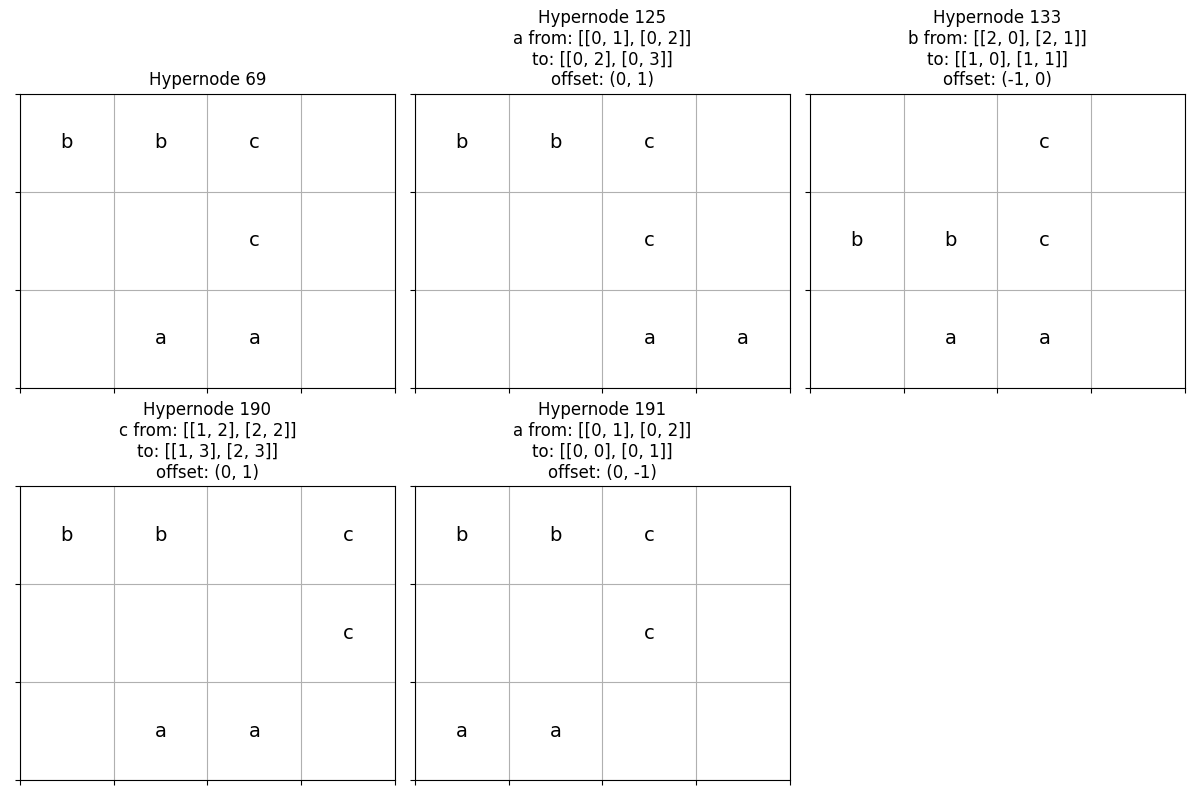 Hypernode 69
b b c
c
a a
Hypernode 125
a from: [[0, 1], [0, 2]]
to: [[0, 2], [0, 3]]
offset: (0, 1)
b b c
c
a a
Hypernode 133
b from: [[2, 0], [2, 1]]
to: [[1, 0], [1, 1]]
offset: (-1, 0)
c
b b c
a a
Hypernode 190
c from: [[1, 2], [2, 2]]
to: [[1, 3], [2, 3]]
offset: (0, 1)
b b c
c
a a
Hypernode 191
a from: [[0, 1], [0, 2]]
to: [[0, 0], [0, 1]]
offset: (0, -1)
b b c
c
a a